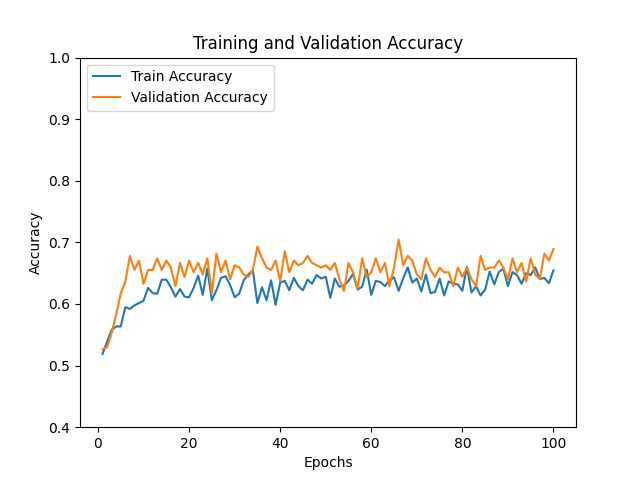 Training and Validation Accuracy
Train Accuracy
Validation Accuracy
1.0
0.9
0.8
0.7
0.6
0.5
0.4
Accuracy
0 20 40 60 80 100
Epochs